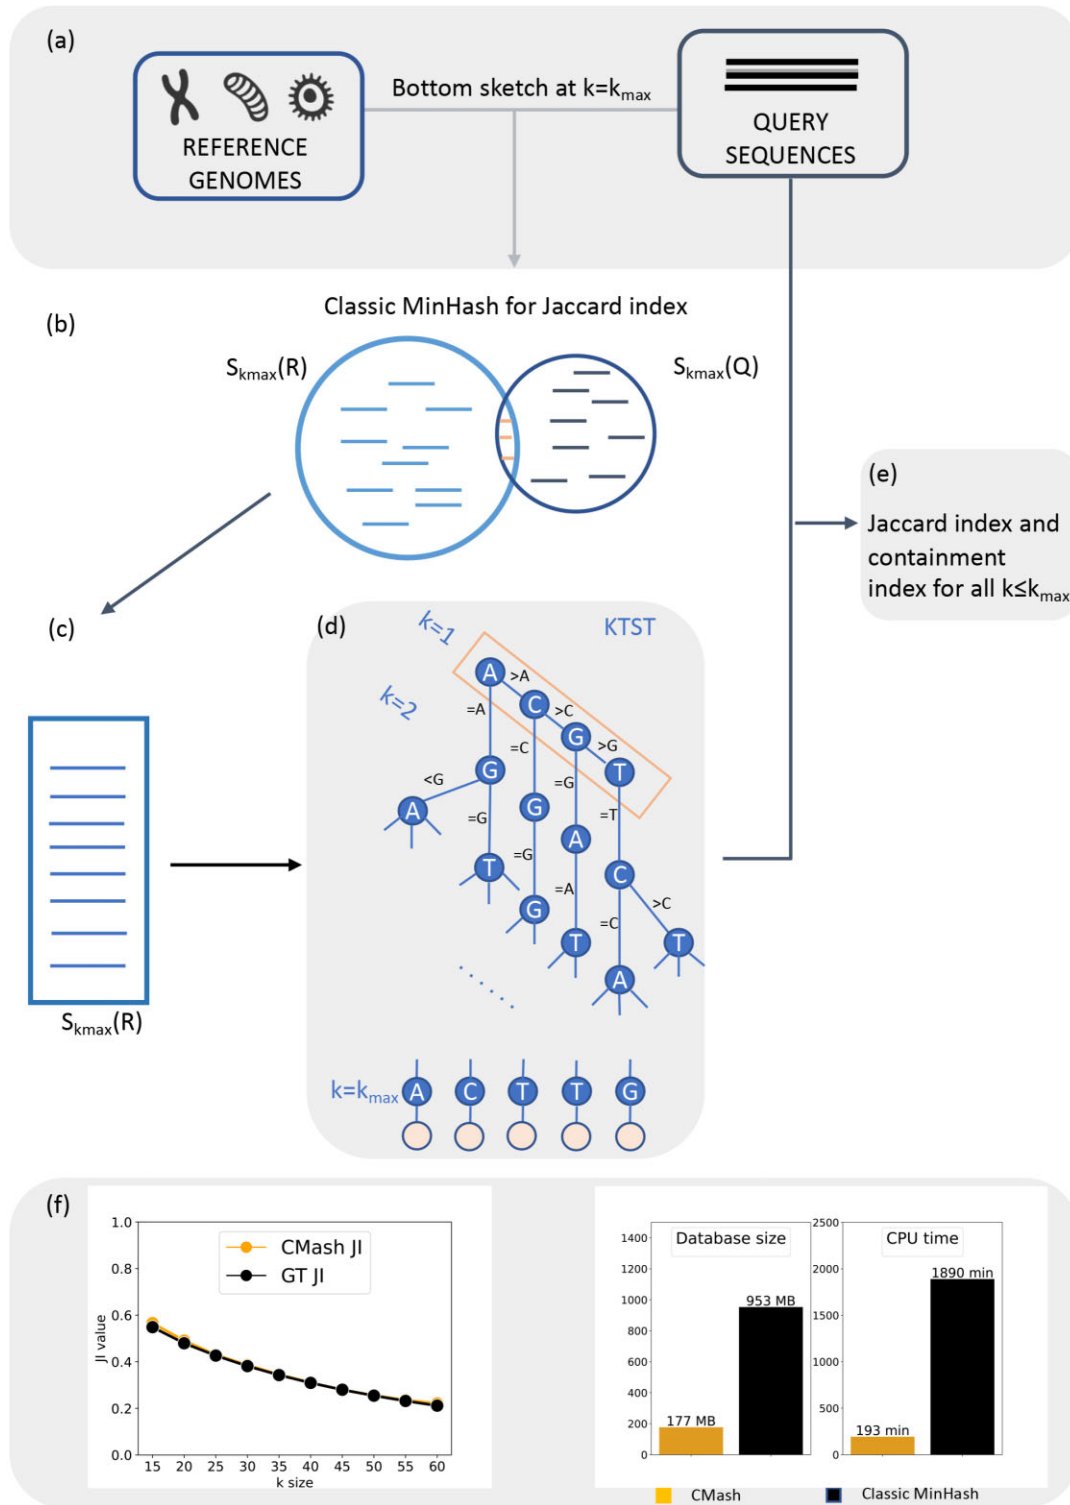 (a)
REFERENCE
GENOMES
Bottom sketch at k=kmax
QUERY
SEQUENCES
(b)
Classic MinHash for Jaccard index
Skmax(R)
Skmax(Q)
(e)
Jaccard index and
containment
index for all k≤kmax
(c)
Skmax(R)
(d)
KTST
k=1
k=2
A
>A
C
>C
G
>G
T
=A
=C
=G
=T
G
<G
A
G
A
C
=G
=G
=A
=C
>C
T
G
T
A
T
......
k=kmax
A
C
T
T
G
(f)
1.0
0.8
0.6
0.4
0.2
0.0
JI value
CMash JI
GT JI
15 20 25 30 35 40 45 50 55 60
k size
Database size
1400
1200
1000
800
600
400
200
0
177 MB
953 MB
CPU time
2500
2000
1500
1000
500
0
193 min
1890 min
CMash
Classic MinHash